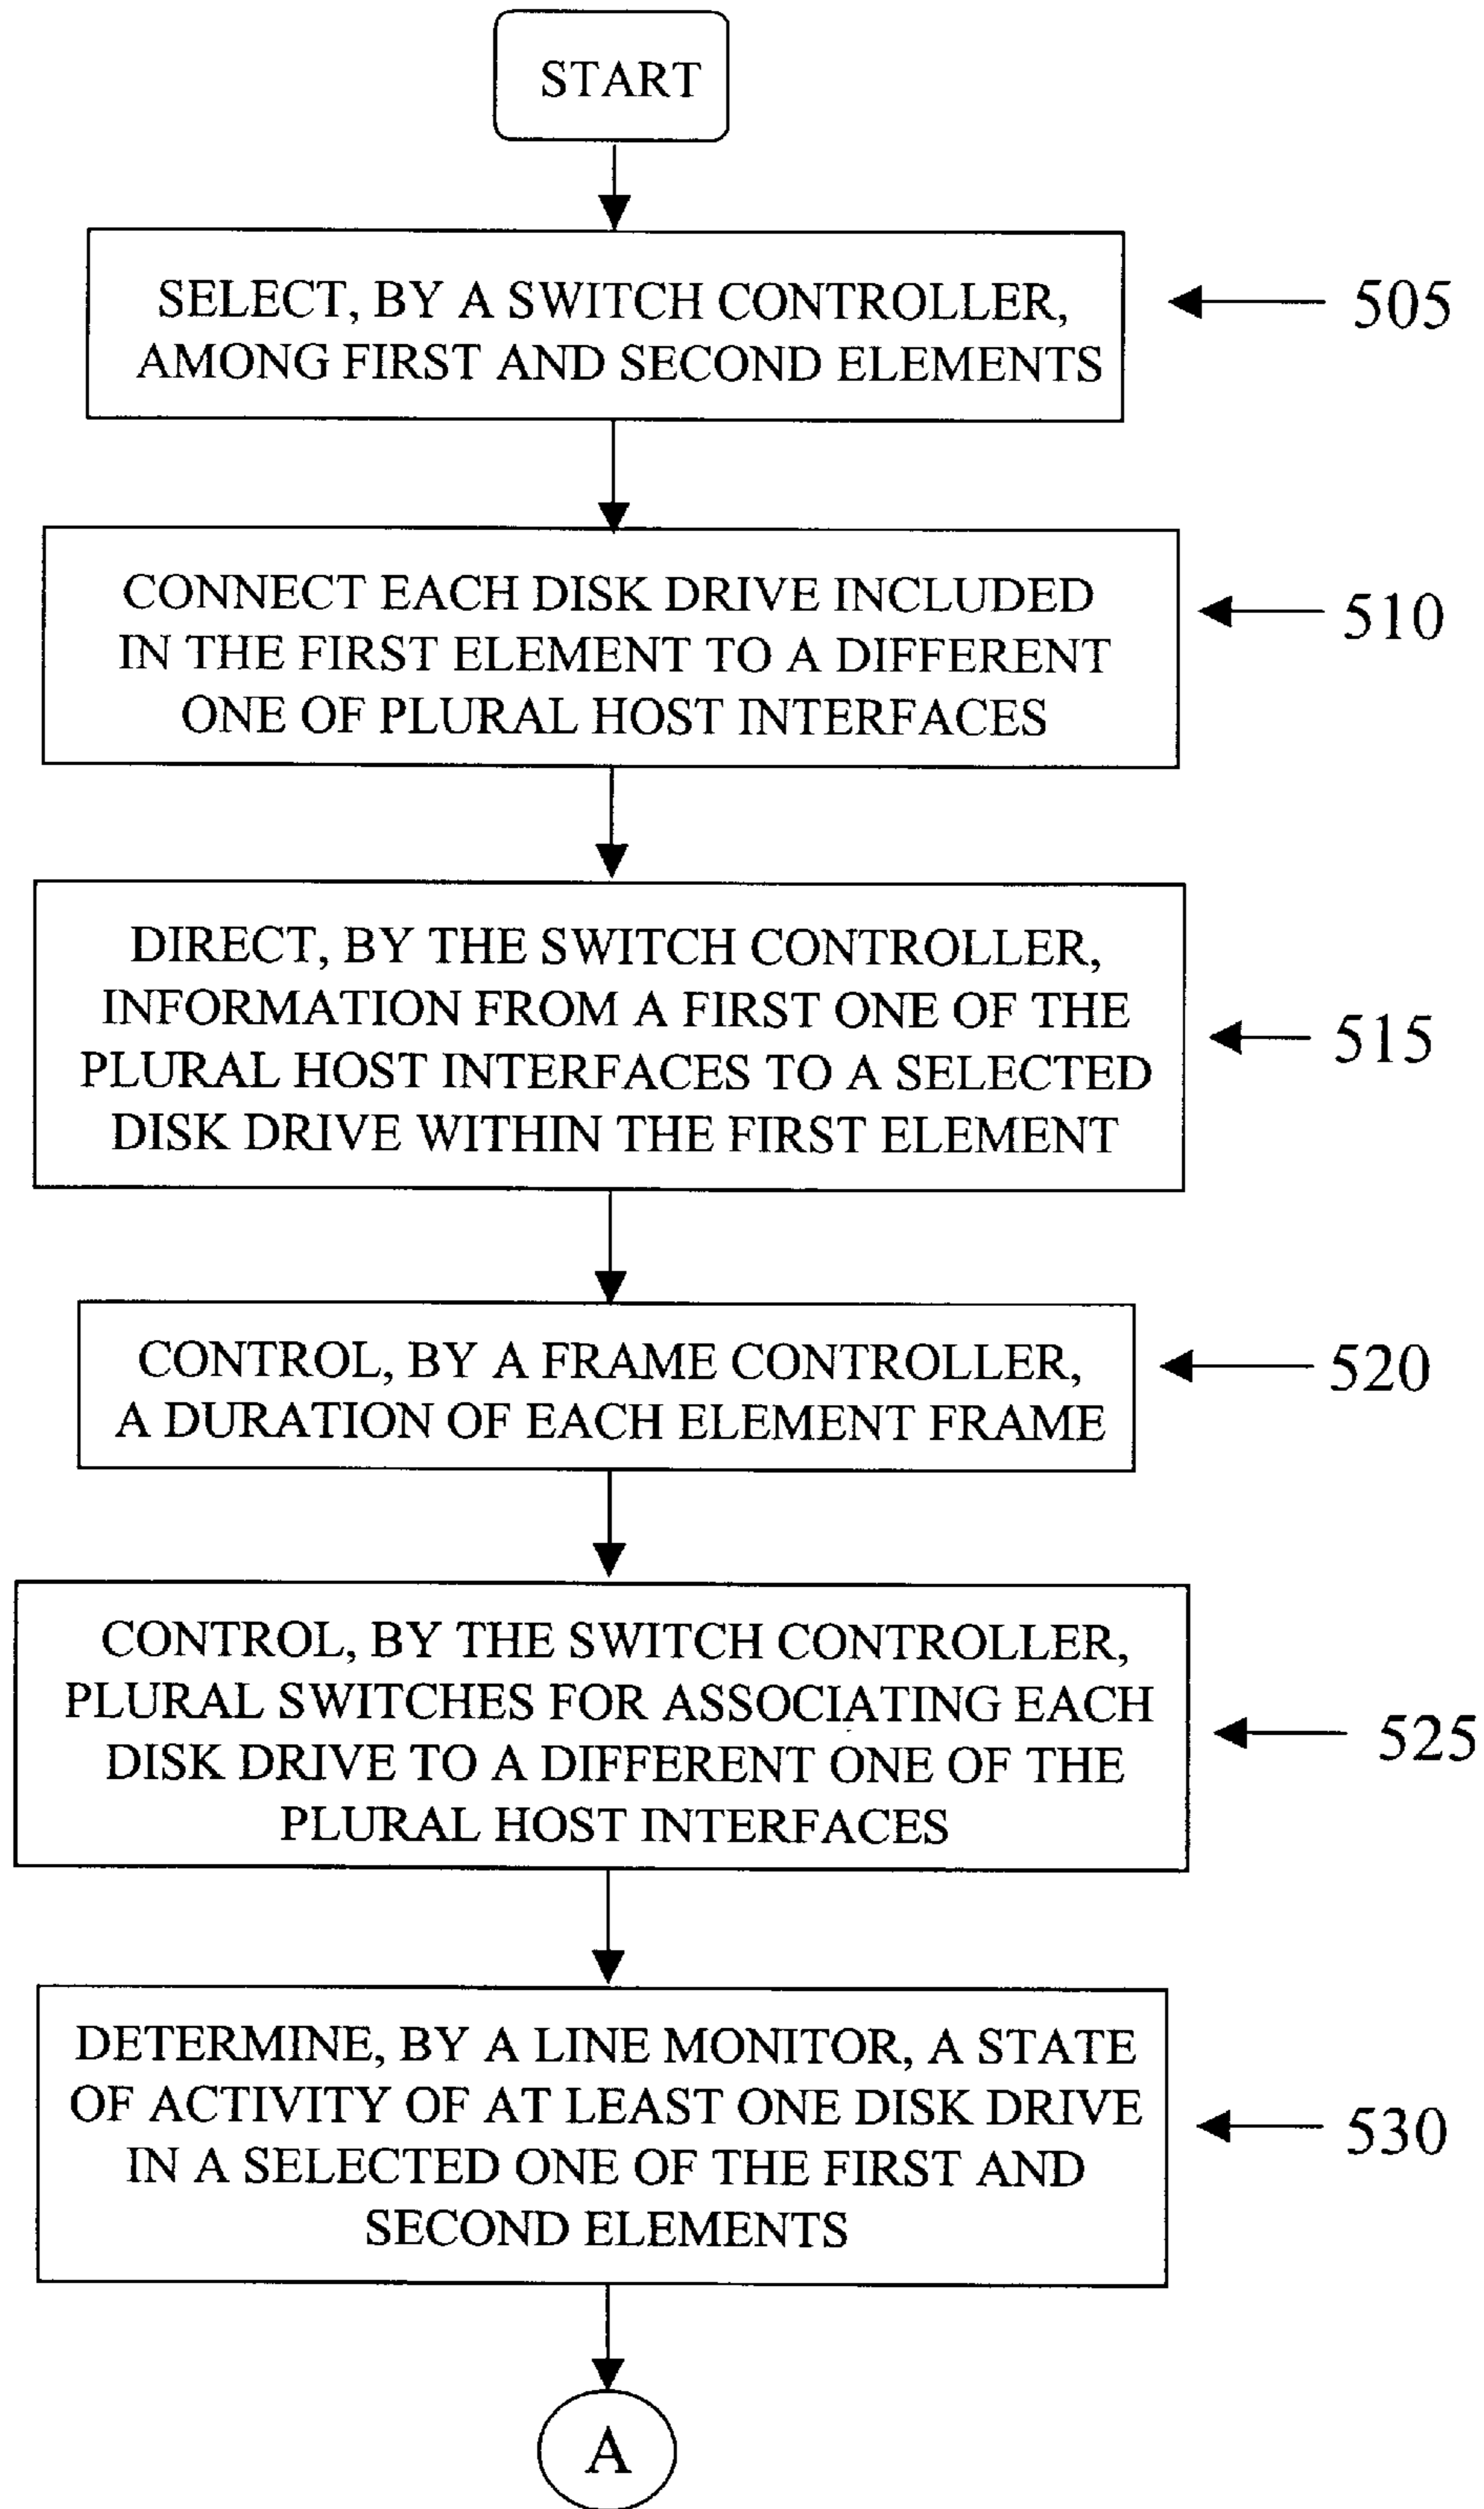 START
SELECT, BY A SWITCH CONTROLLER,
AMONG FIRST AND SECOND ELEMENTS
505
CONNECT EACH DISK DRIVE INCLUDED
IN THE FIRST ELEMENT TO A DIFFERENT
ONE OF PLURAL HOST INTERFACES
510
DIRECT, BY THE SWITCH CONTROLLER,
INFORMATION FROM A FIRST ONE OF THE
PLURAL HOST INTERFACES TO A SELECTED
DISK DRIVE WITHIN THE FIRST ELEMENT
515
CONTROL, BY A FRAME CONTROLLER,
A DURATION OF EACH ELEMENT FRAME
520
CONTROL, BY THE SWITCH CONTROLLER,
PLURAL SWITCHES FOR ASSOCIATING EACH
DISK DRIVE TO A DIFFERENT ONE OF THE
PLURAL HOST INTERFACES
525
DETERMINE, BY A LINE MONITOR, A STATE
OF ACTIVITY OF AT LEAST ONE DISK DRIVE
IN A SELECTED ONE OF THE FIRST AND
SECOND ELEMENTS
530
A